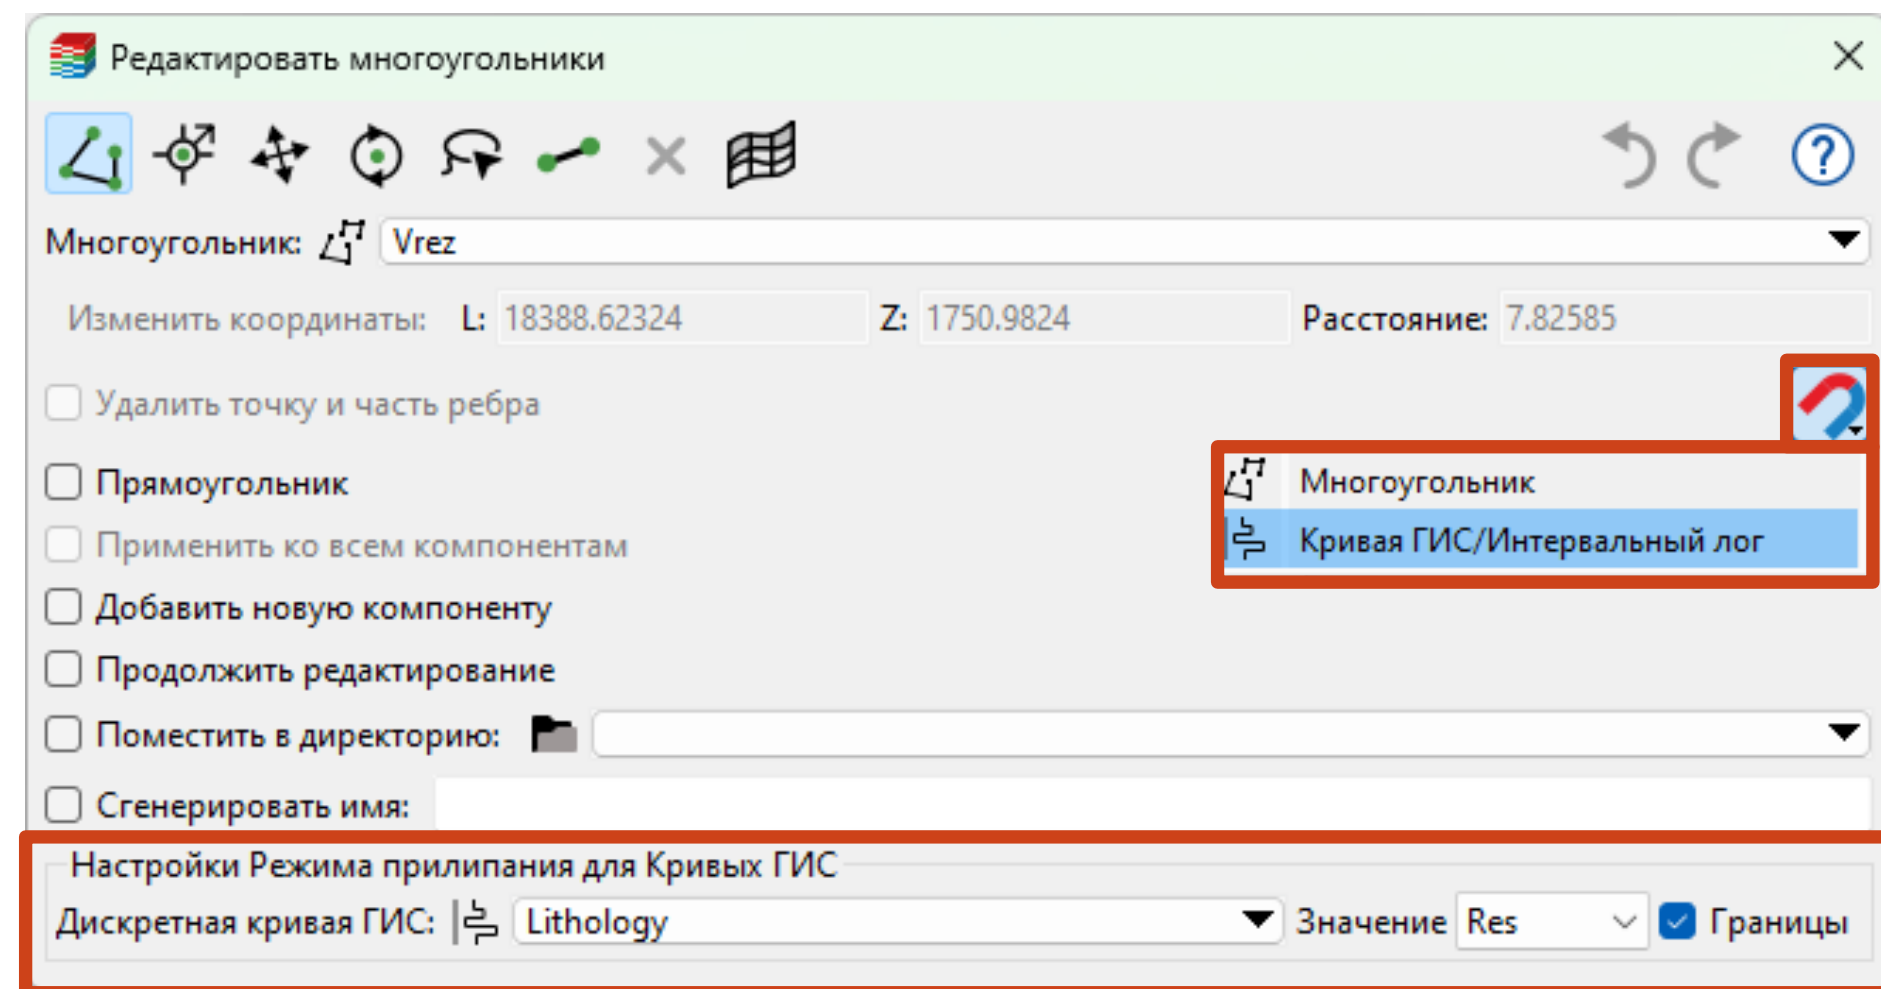 Редактировать многоугольники
Многоугольник: Vrez
Изменить координаты: L: 18388.62324 Z: 1750.9824 Расстояние: 7.82585
Удалить точку и часть ребра
Прямоугольник
Многоугольник
Применить ко всем компонентам
Кривая ГИС/Интервальный лог
Добавить новую компоненту
Продолжить редактирование
Поместить в директорию:
Сгенерировать имя:
Настройки Режима прилипания для Кривых ГИС
Дискретная кривая ГИС: Lithology Значение Res Границы